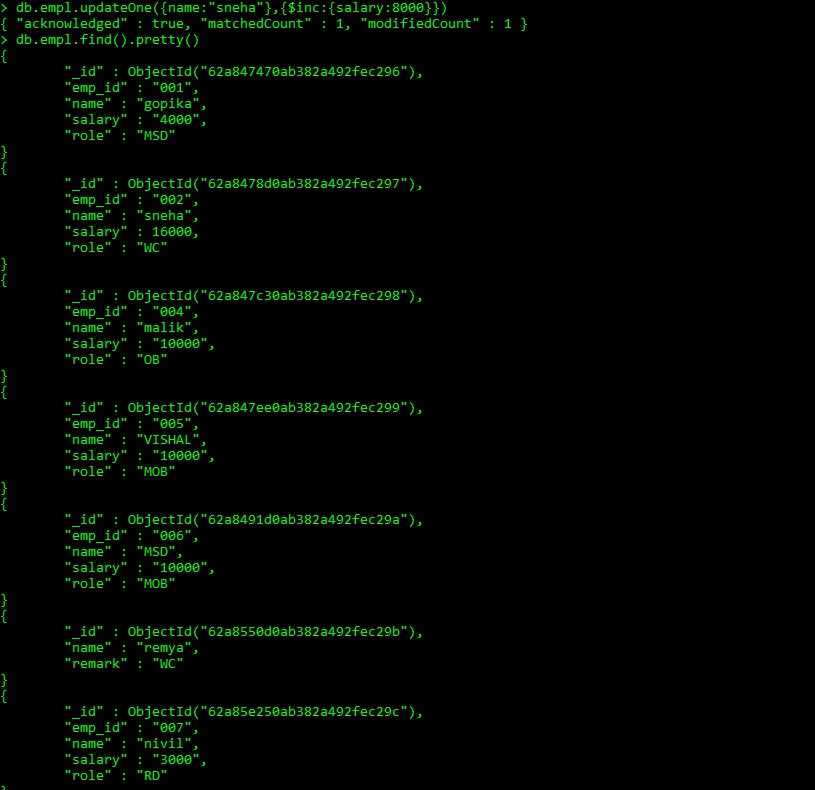 > db.empl.updateOne({name:"sneha"},{$inc:{salary:8000}})
{ "acknowledged" : true, "matchedCount" : 1, "modifiedCount" : 1 }
> db.empl.find().pretty()
{
        "_id" : ObjectId("62a847470ab382a492fec296"),
        "emp_id" : "001",
        "name" : "gopika",
        "salary" : "4000",
        "role" : "MSD"
}
{
        "_id" : ObjectId("62a8478d0ab382a492fec297"),
        "emp_id" : "002",
        "name" : "sneha",
        "salary" : 16000,
        "role" : "WC"
}
{
        "_id" : ObjectId("62a847c30ab382a492fec298"),
        "emp_id" : "004",
        "name" : "malik",
        "salary" : "10000",
        "role" : "OB"
}
{
        "_id" : ObjectId("62a847ee0ab382a492fec299"),
        "emp_id" : "005",
        "name" : "VISHAL",
        "salary" : "10000",
        "role" : "MOB"
}
{
        "_id" : ObjectId("62a8491d0ab382a492fec29a"),
        "emp_id" : "006",
        "name" : "MSD",
        "salary" : "10000",
        "role" : "MOB"
}
{
        "_id" : ObjectId("62a8550d0ab382a492fec29b"),
        "name" : "remya",
        "remark" : "WC"
}
{
        "_id" : ObjectId("62a85e250ab382a492fec29c"),
        "emp_id" : "007",
        "name" : "nivil",
        "salary" : "3000",
        "role" : "RD"
}